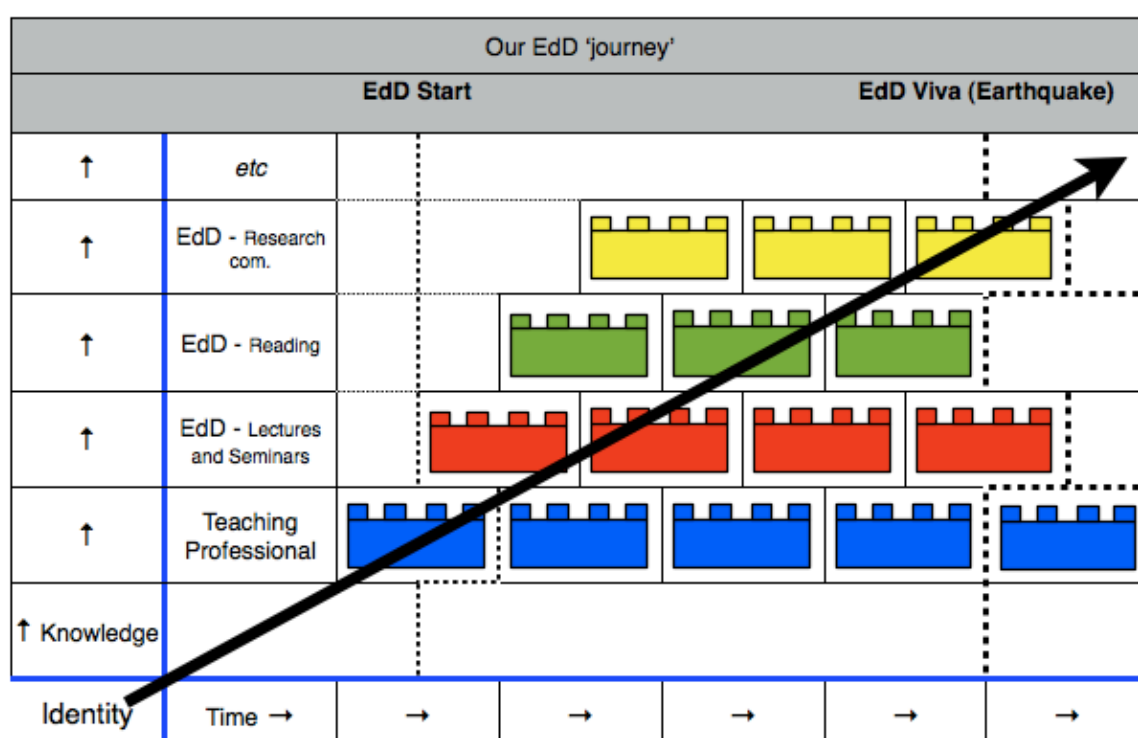 Our EdD ‘journey’
EdD Start
EdD Viva (Earthquake)
↑
etc
↑
EdD - Research
com.
↑
EdD - Reading
↑
EdD - Lectures
and Seminars
↑
Teaching
Professional
↑ Knowledge
Identity
Time →
→
→
→
→
→